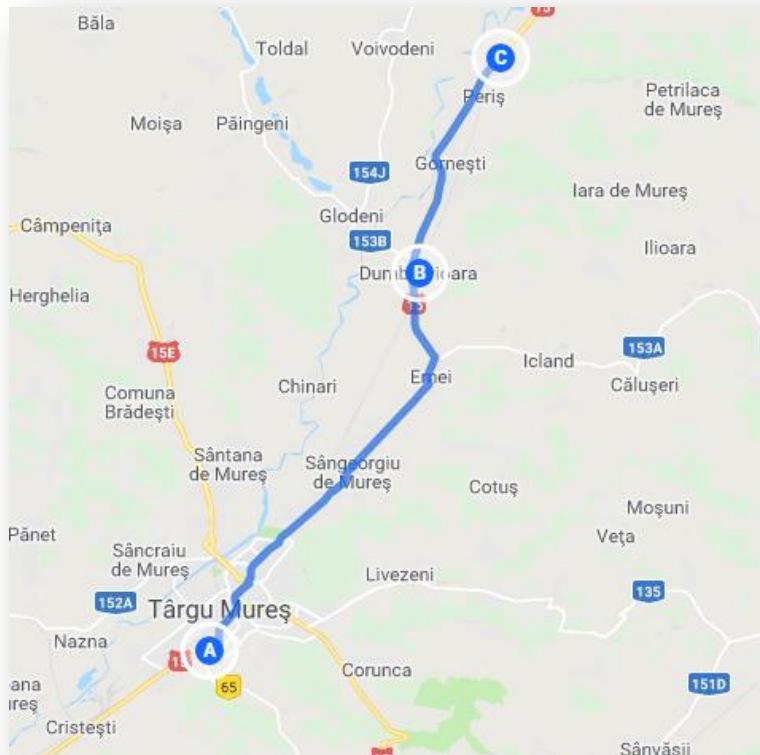 15
Băla
Toldal
Voivodeni
C
Periş
Petrilaca
de Mureş
Moişa
Păingeni
Gorneşti
154J
Iara de Mureş
Glodeni
Câmpeniţa
153B
Ilioara
B
Herghelia
15
15E
153A
Icland
Ernei
Chinari
Căluşeri
Comuna
Brădeşti
Sântana
de Mureş
Sângeorgiu
de Mureş
Cotuş
Moşuni
Pănet
Veţa
Sâncraiu
de Mureş
Livezeni
135
152A
Târgu Mureş
Nazna
A
Corunca
65
151D
Cristeşti
Sânvăsii